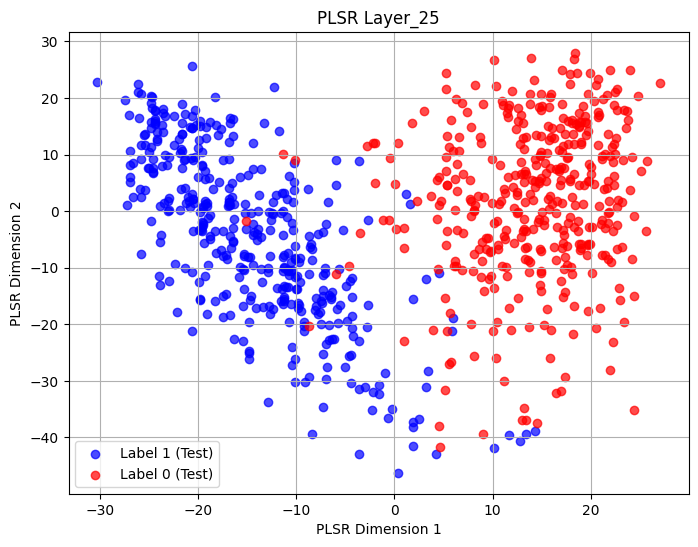 PLSR Layer_25
PLSR Dimension 2
30
20
10
0
−10
−20
−30
−40
Label 1 (Test)
Label 0 (Test)
−30 −20 −10 0 10 20
PLSR Dimension 1